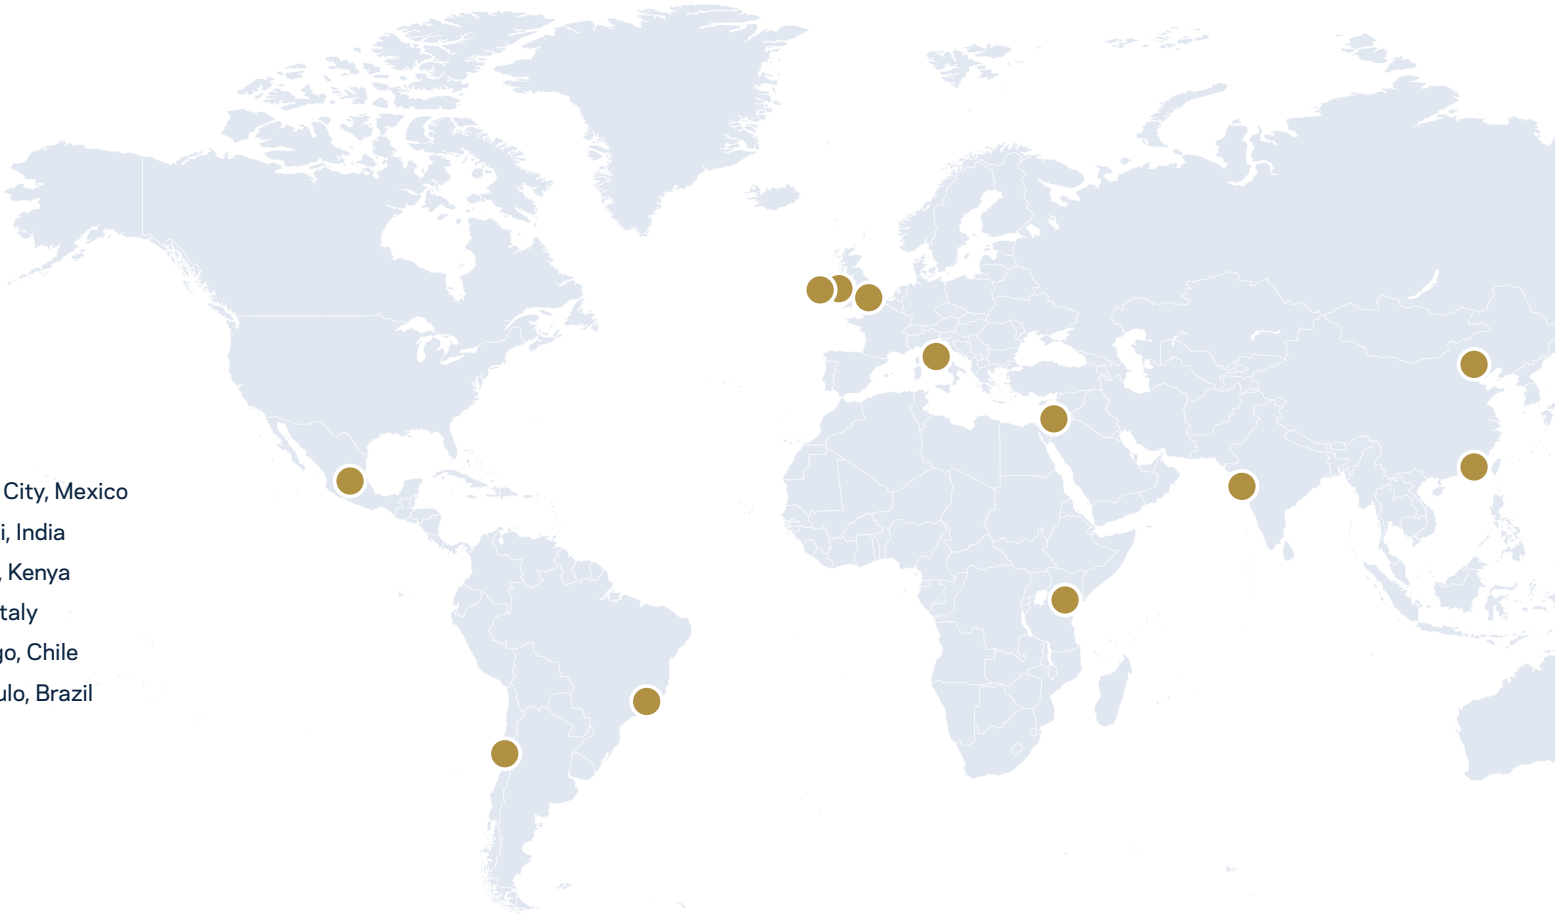 City, Mexico
i, India
, Kenya
taly
go, Chile
ulo, Brazil